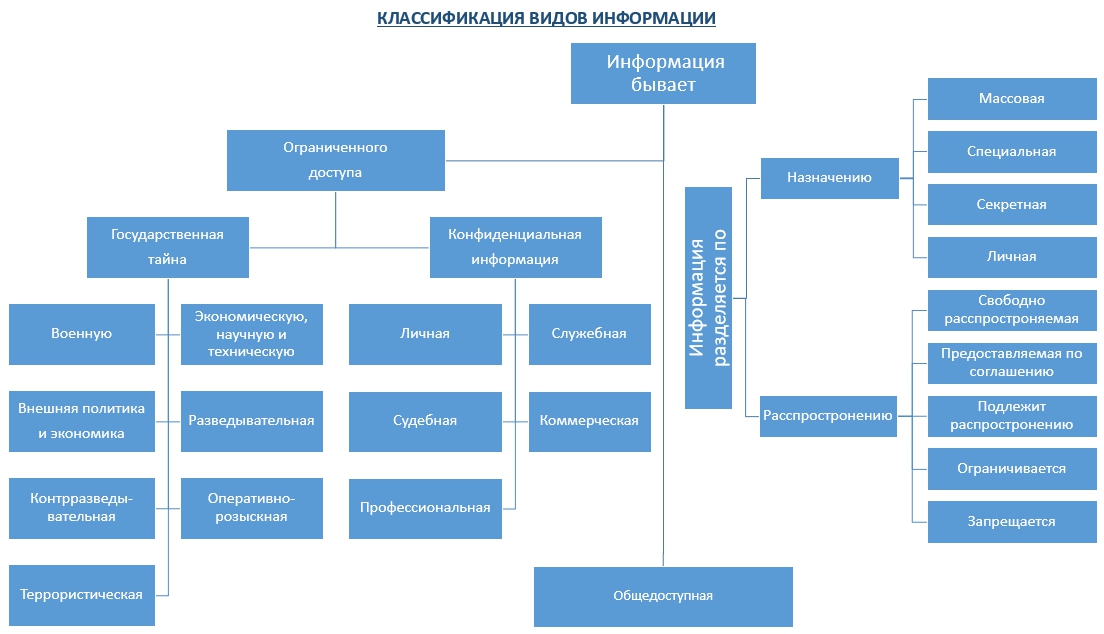 КЛАССИФИКАЦИЯ ВИДОВ ИНФОРМАЦИИ
Информация
бывает
Ограниченного
доступа
Государственная
тайна
Конфиденциальная
информация
Военную
Экономическую,
научную и
техническую
Внешняя политика
и экономика
Разведывательная
Контрразведы-
вательная
Оперативно-
розыскная
Террористическая
Личная
Служебная
Судебная
Коммерческая
Профессиональная
Общедоступная
Информация
разделяется по
Назначению
Массовая
Специальная
Секретная
Личная
Расспростронению
Свободно
расспростроняемая
Предоставляемая по
соглашению
Подлежит
распростронению
Ограничивается
Запрещается